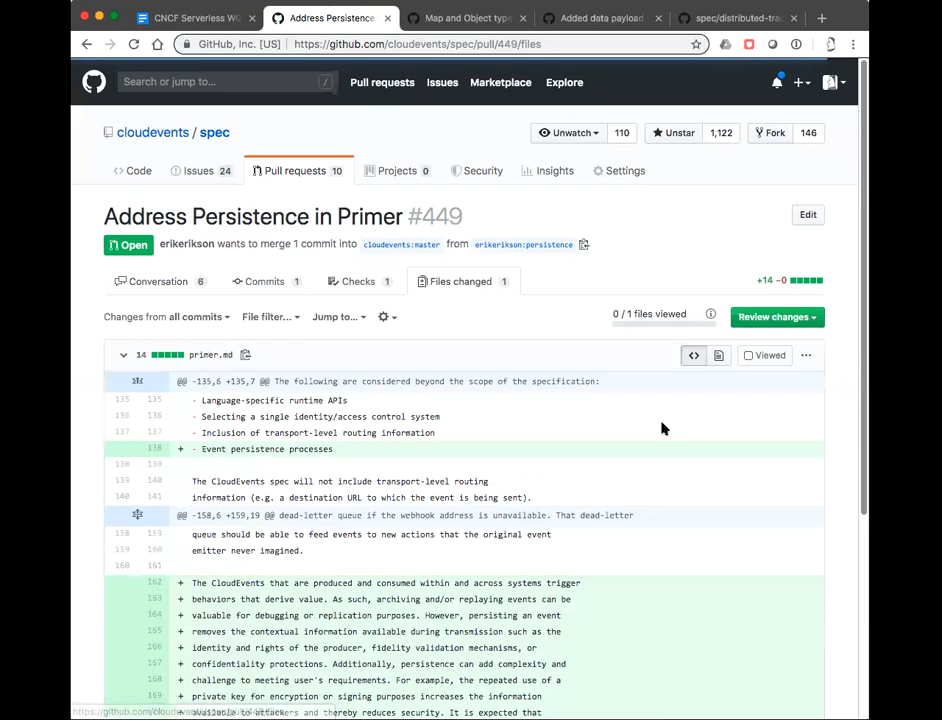 CNCF Serverless WG
Address Persistence
Map and Object type
Added data payload
spec/distributed-tra
GitHub, Inc. [US] | https://github.com/cloudevents/spec/pull/449/files
Search or jump to... /
Pull requests Issues Marketplace Explore
cloudevents / spec
Unwatch 110 Unstar 1,122 Fork 146
Code Issues 24 Pull requests 10 Projects 0 Security Insights Settings
Address Persistence in Primer #449
Edit
Open erikerikson wants to merge 1 commit into cloudevents:master from erikerikson:persistence
Conversation 6 Commits 1 Checks 1 Files changed 1 +14 −0
Changes from all commits File filter... Jump to... 0 / 1 files viewed Review changes
14 primer.md Viewed
@@ -135,6 +135,7 @@ The following are considered beyond the scope of the specification:
135 135 - Language-specific runtime APIs
136 136 - Selecting a single identity/access control system
137 137 - Inclusion of transport-level routing information
138 + - Event persistence processes
138 139
139 140 The CloudEvents spec will not include transport-level routing
140 141 information (e.g. a destination URL to which the event is being sent).
@@ -158,6 +159,19 @@ dead-letter queue if the webhook address is unavailable. That dead-letter
158 159 queue should be able to feed events to new actions that the original event
159 160 emitter never imagined.
160 161
162 + The CloudEvents that are produced and consumed within and across systems trigger
163 + behaviors that derive value. As such, archiving and/or replaying events can be
164 + valuable for debugging or replication purposes. However, persisting an event
165 + removes the contextual information available during transmission such as the
166 + identity and rights of the producer, fidelity validation mechanisms, or
167 + confidentiality protections. Additionally, persistence can add complexity and
168 + challenge to meeting user's requirements. For example, the repeated use of a
169 + private key for encryption or signing purposes increases the information
+ available to attackers and thereby reduces security. It is expected that
https://github.com/cloudevents/spec/pull/449/files